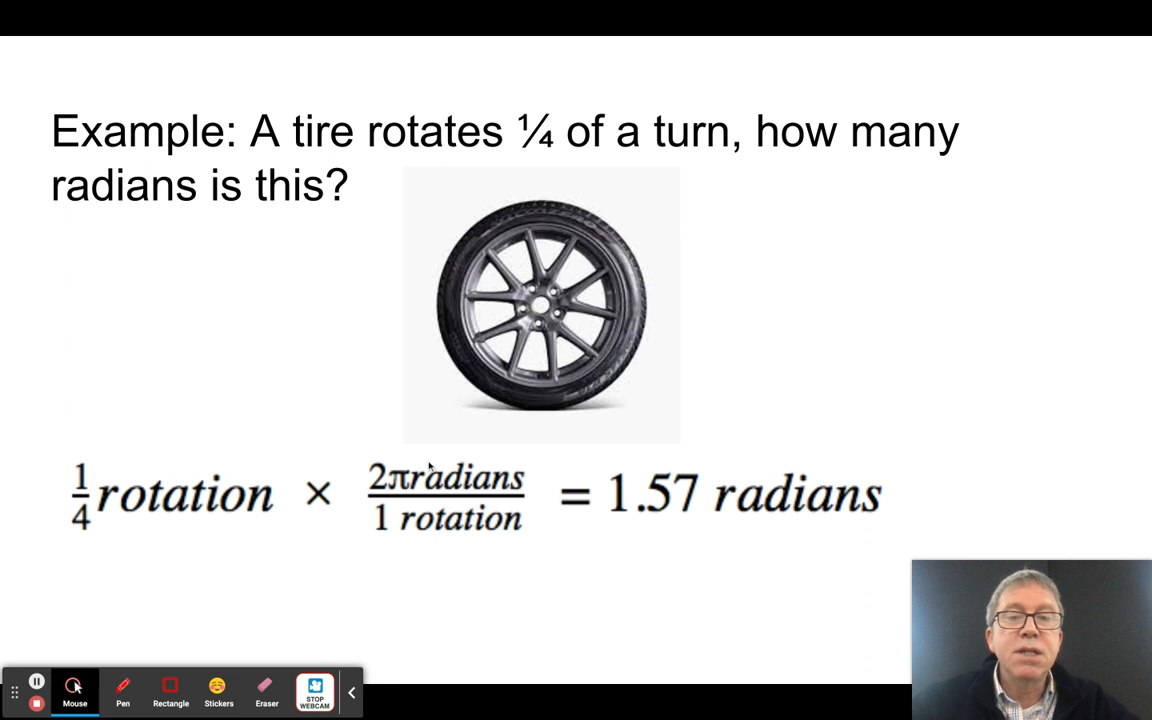 Example: A tire rotates ¼ of a turn, how many
radians is this?
1/4 rotation × 2πradians/1 rotation = 1.57 radians
Mouse
Pen
Rectangle
Stickers
Eraser
STOP
WEBCAM